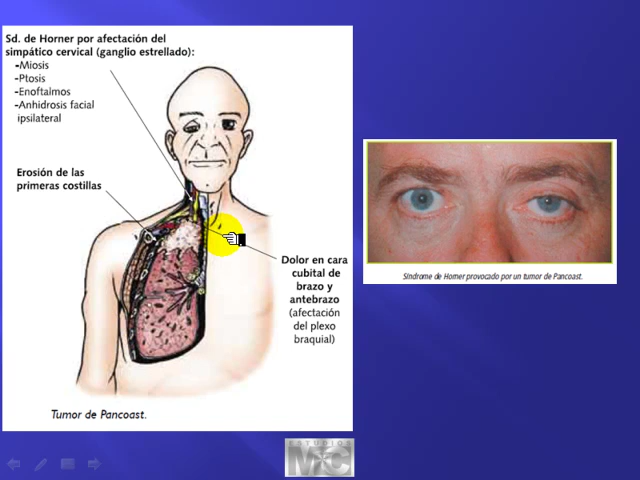 Sd. de Horner por afectación del
simpático cervical (ganglio estrellado):
-Miosis
-Ptosis
-Enoftalmos
-Anhidrosis facial
ipsilateral
Erosión de las
primeras costillas
Dolor en cara
cubital de
brazo y
antebrazo
(afectación
del plexo
braquial)
Tumor de Pancoast.
Síndrome de Horner provocado por un tumor de Pancoast.
ESTUDIOS
MC